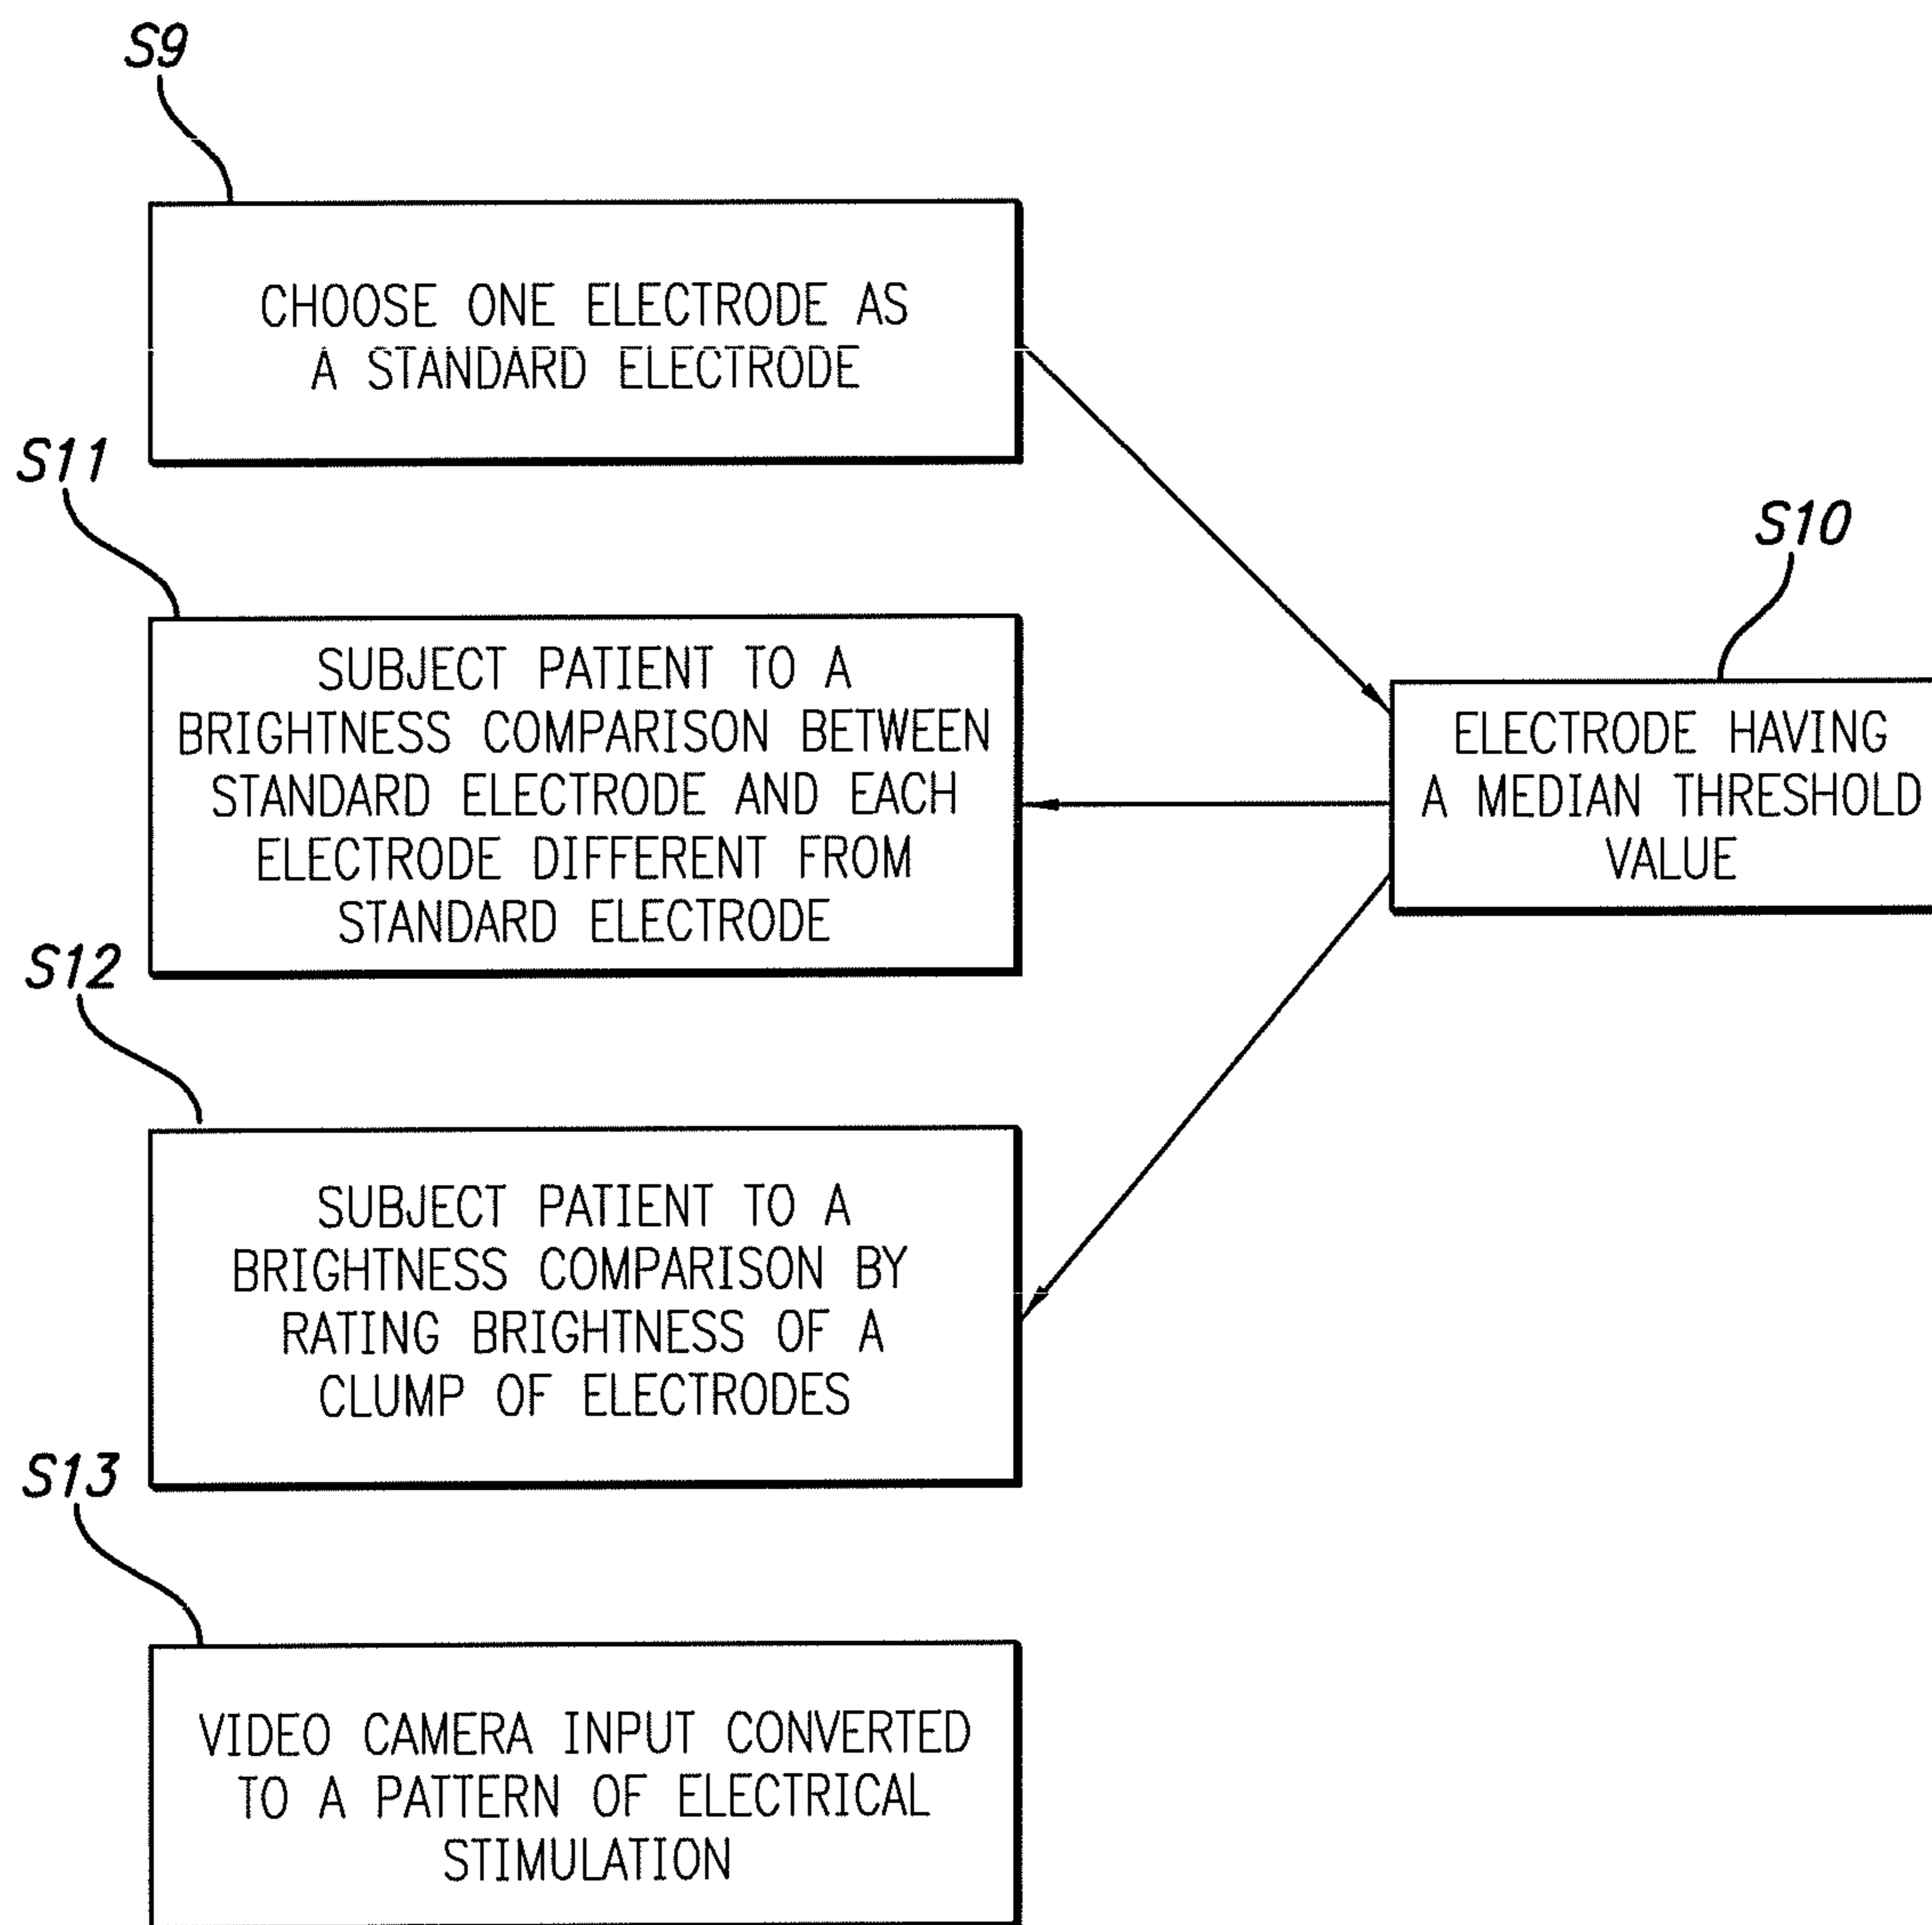 S9
CHOOSE ONE ELECTRODE AS
A STANDARD ELECTRODE
S11
SUBJECT PATIENT TO A
BRIGHTNESS COMPARISON BETWEEN
STANDARD ELECTRODE AND EACH
ELECTRODE DIFFERENT FROM
STANDARD ELECTRODE
S10
ELECTRODE HAVING
A MEDIAN THRESHOLD
VALUE
S12
SUBJECT PATIENT TO A
BRIGHTNESS COMPARISON BY
RATING BRIGHTNESS OF A
CLUMP OF ELECTRODES
S13
VIDEO CAMERA INPUT CONVERTED
TO A PATTERN OF ELECTRICAL
STIMULATION